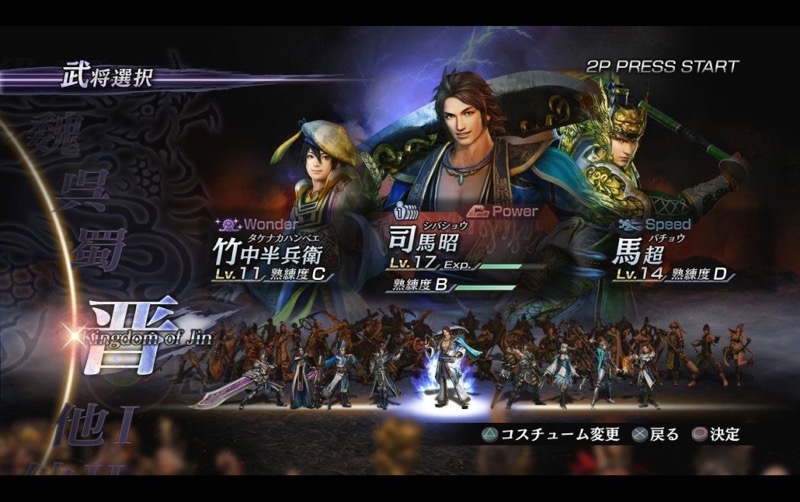 武将選択
2P PRESS START
魏
呉
蜀
晋
Kingdom of Jin
他 I
Wonder
タケナカハンベエ
竹中半兵衛
Lv.11 熟練度 C
Power
シバショウ
司馬昭
Lv.17 Exp.
熟練度 B
Speed
バチョウ
馬超
Lv.14 熟練度 D
コスチューム変更 戻る 決定